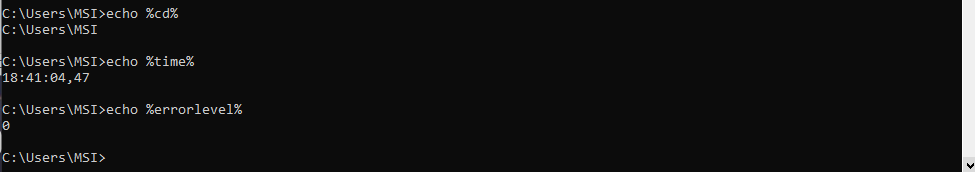 C:\Users\MSI>echo %cd%
C:\Users\MSI
C:\Users\MSI>echo %time%
18:41:04,47
C:\Users\MSI>echo %errorlevel%
0
C:\Users\MSI>